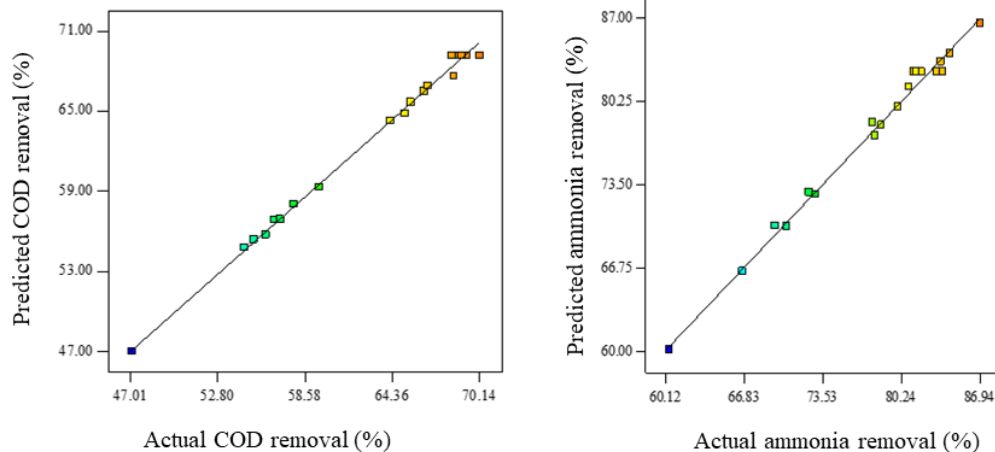 Predicted COD removal (%)
71.00
65.00
59.00
53.00
47.00
47.01 52.80 58.58 64.36 70.14
Actual COD removal (%)
Predicted ammonia removal (%)
87.00
80.25
73.50
66.75
60.00
60.12 66.83 73.53 80.24 86.94
Actual ammonia removal (%)